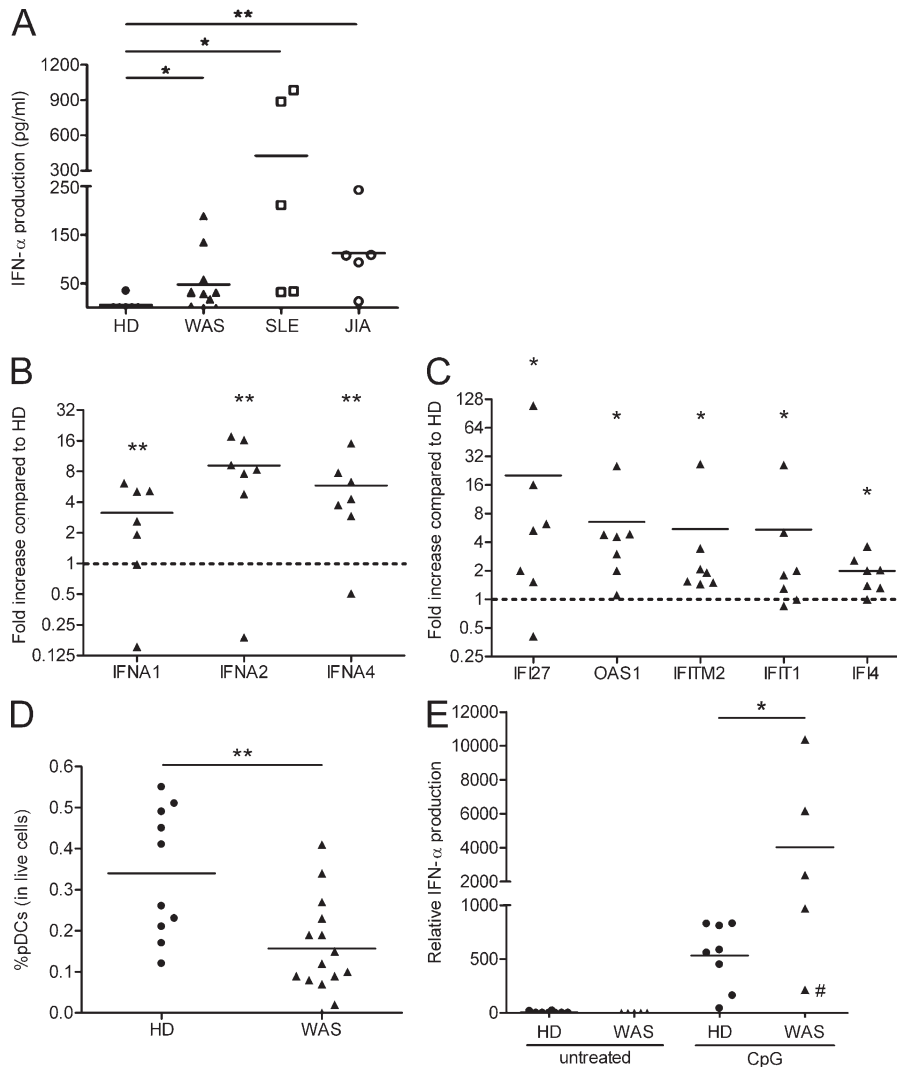 A
**
*
*
IFN-α production (pg/ml)
1200
900
600
300
250
150
50
HD WAS SLE JIA
B
** ** **
Fold increase compared to HD
32
16
8
4
2
1
0.5
0.25
0.125
IFNA1 IFNA2 IFNA4
C
* * * * *
Fold increase compared to HD
128
64
32
16
8
4
2
1
0.5
0.25
IFI27 OAS1 IFITM2 IFIT1 IFI4
D
**
%pDCs (in live cells)
0.6
0.5
0.4
0.3
0.2
0.1
0.0
HD WAS
E
*
Relative IFN-α production
12000
10000
8000
6000
4000
2000
1000
500
0
#
HD WAS HD WAS
untreated CpG